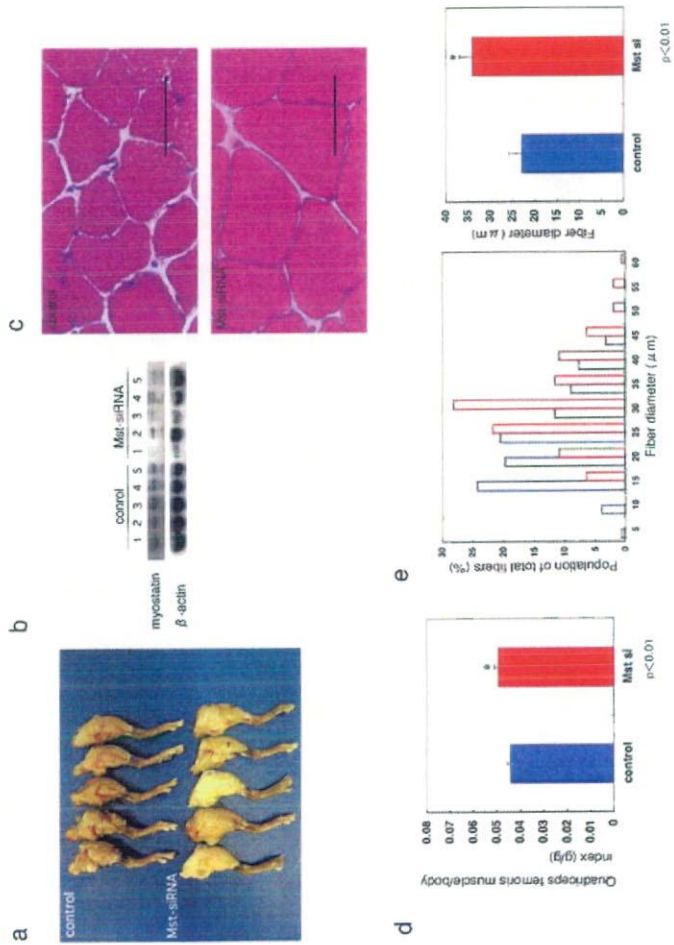 a
control
Mst-siRNA
b
conrol
Mst-siRNA
1 2 3 4 5 1 2 3 4 5
myostatin
β-actin
c
control
Mst-siRNA
d
Quadriceps femoris muscle/body
index (g/g)
0.08
0.07
0.06
0.05
0.04
0.03
0.02
0.01
0
control
Mst si
p<0.01
e
Population of total fibers (%)
30
25
20
15
10
5
0
5 10 15 20 25 30 35 40 45 50 55 60
Fiber diameter (μm)
Fiber diameter (μm)
40
35
30
25
20
15
10
5
0
control
Mst si
p<0.01